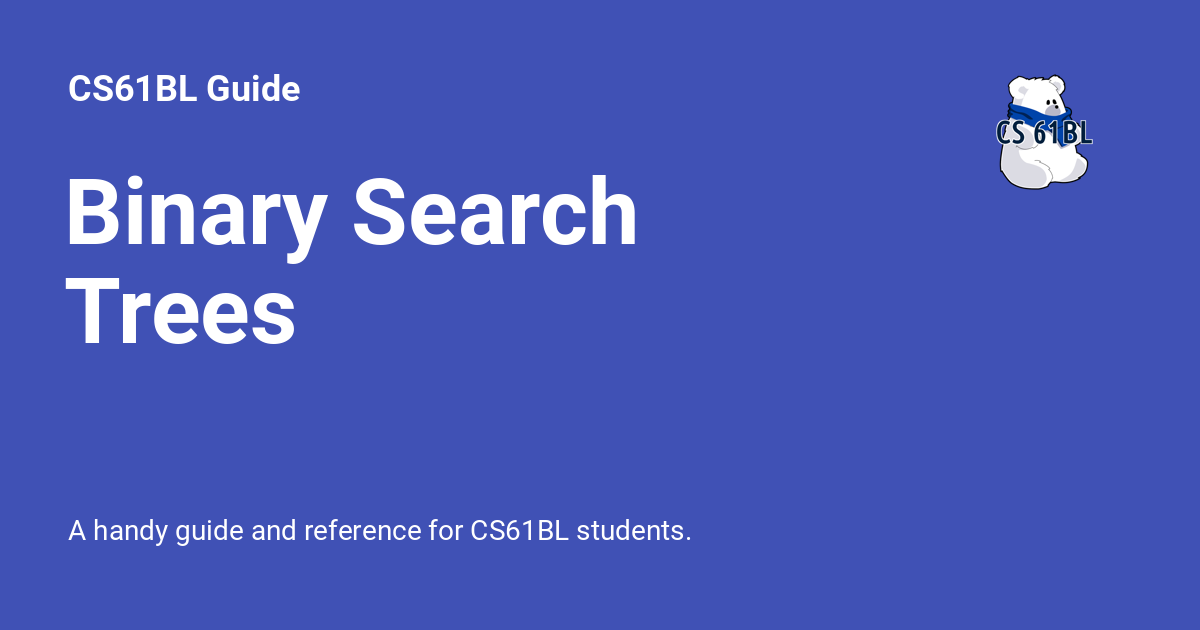 CS61BL Guide
CS 61BL
Binary Search
Trees
A handy guide and reference for CS61BL students.